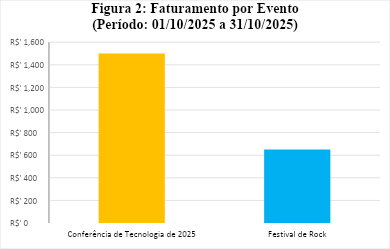 Figura 2: Faturamento por Evento
(Período: 01/10/2025 a 31/10/2025)
R$' 1,600
R$' 1,400
R$' 1,200
R$' 1,000
R$' 800
R$' 600
R$' 400
R$' 200
R$' 0
Conferência de Tecnologia de 2025
Festival de Rock